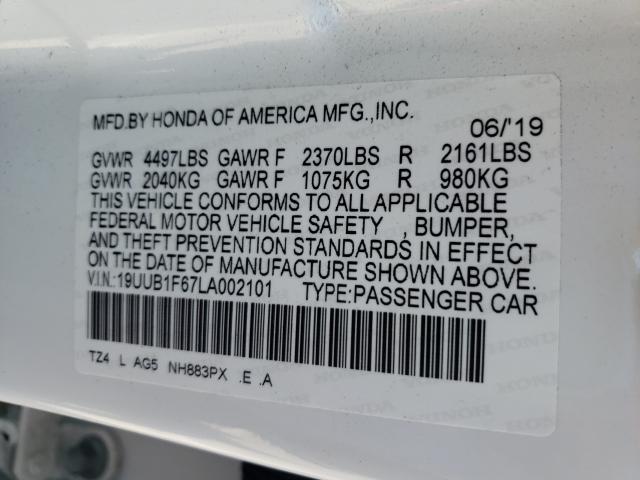 MFD.BY HONDA OF AMERICA MFG.,INC. 06/'19
GVWR 4497LBS GAWR F 2370LBS R 2161LBS
GVWR 2040KG GAWR F 1075KG R 980KG
THIS VEHICLE CONFORMS TO ALL APPLICABLE
FEDERAL MOTOR VEHICLE SAFETY , BUMPER,
AND THEFT PREVENTION STANDARDS IN EFFECT
ON THE DATE OF MANUFACTURE SHOWN ABOVE.
V.I.N.:19UUB1F67LA002101 TYPE:PASSENGER CAR
TZ4 L AG5 NH883PX .E .A